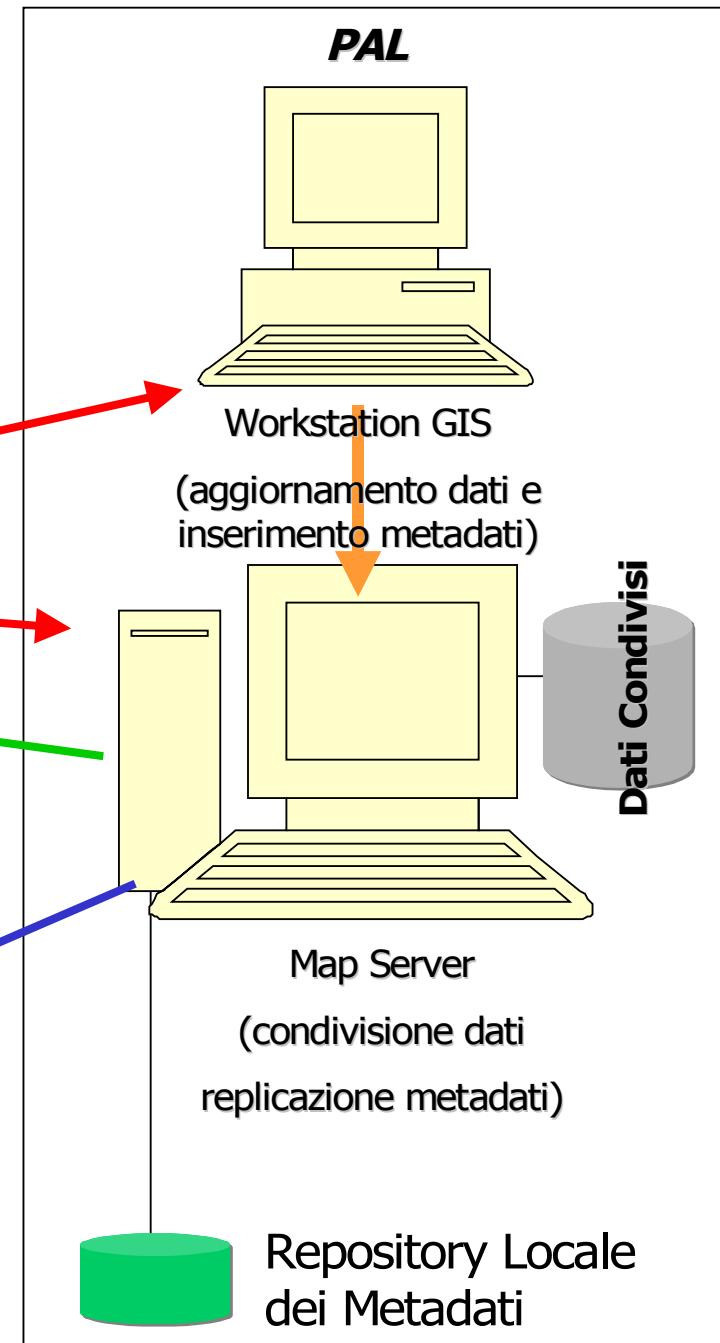 PAL
Workstation GIS
(aggiornamento dati e
inserimento metadati)
Dati Condivisi
Map Server
(condivisione dati
replicazione metadati)
Repository Locale
dei Metadati